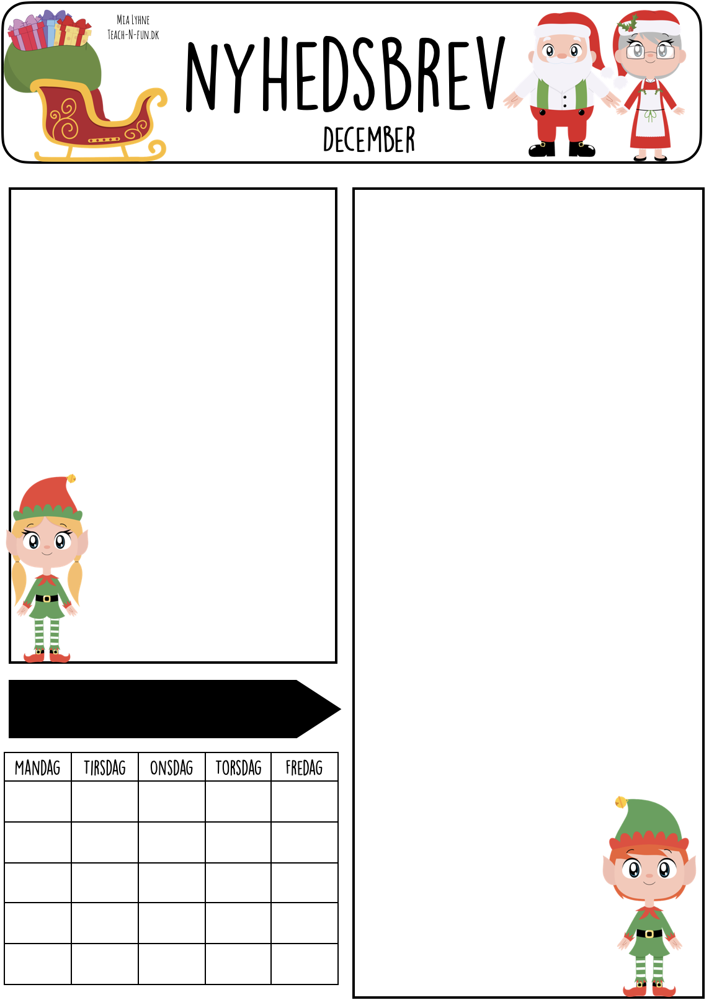 Mia Lyhne
Teach-N-fun.dk
NYHEDSBREV
DECEMBER
MANDAG TIRSDAG ONSDAG TORSDAG FREDAG